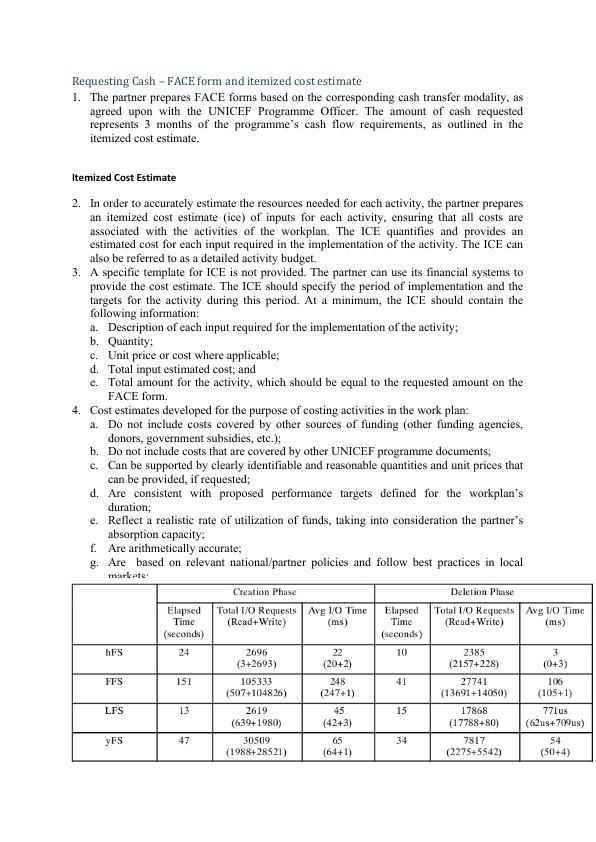 Requesting Cash – FACE form and itemized cost estimate
1. The partner prepares FACE forms based on the corresponding cash transfer modality, as
agreed upon with the UNICEF Programme Officer. The amount of cash requested
represents 3 months of the programme's cash flow requirements, as outlined in the
itemized cost estimate.
Itemized Cost Estimate
2. In order to accurately estimate the resources needed for each activity, the partner prepares
an itemized cost estimate (ice) of inputs for each activity, ensuring that all costs are
associated with the activities of the workplan. The ICE quantifies and provides an
estimated cost for each input required in the implementation of the activity. The ICE can
also be referred to as a detailed activity budget.
3. A specific template for ICE is not provided. The partner can use its financial systems to
provide the cost estimate. The ICE should specify the period of implementation and the
targets for the activity during this period. At a minimum, the ICE should contain the
following information:
a. Description of each input required for the implementation of the activity;
b. Quantity;
c. Unit price or cost where applicable;
d. Total input estimated cost; and
e. Total amount for the activity, which should be equal to the requested amount on the
FACE form.
4. Cost estimates developed for the purpose of costing activities in the work plan:
a. Do not include costs covered by other sources of funding (other funding agencies,
donors, government subsidies, etc.);
b. Do not include costs that are covered by other UNICEF programme documents;
c. Can be supported by clearly identifiable and reasonable quantities and unit prices that
can be provided, if requested;
d. Are consistent with proposed performance targets defined for the workplan's
duration;
e. Reflect a realistic rate of utilization of funds, taking into consideration the partner's
absorption capacity;
f. Are arithmetically accurate;
g. Are based on relevant national/partner policies and follow best practices in local
markets;
Creation Phase Deletion Phase
Elapsed Total I/O Requests Avg I/O Time Elapsed Total I/O Requests Avg I/O Time
Time (Read+Write) (ms) Time (Read+Write) (ms)
(seconds) (seconds)
hFS 24 2696 22 10 2385 3
(3+2693) (20+2) (2157+228) (0+3)
FFS 151 105333 248 41 27741 106
(507+104826) (247+1) (13691+14050) (105+1)
LFS 13 2619 45 15 17868 771us
(639+1980) (42+3) (17788+80) (62us+709us)
yFS 47 30509 65 34 7817 54
(1988+28521) (64+1) (2275+5542) (50+4)